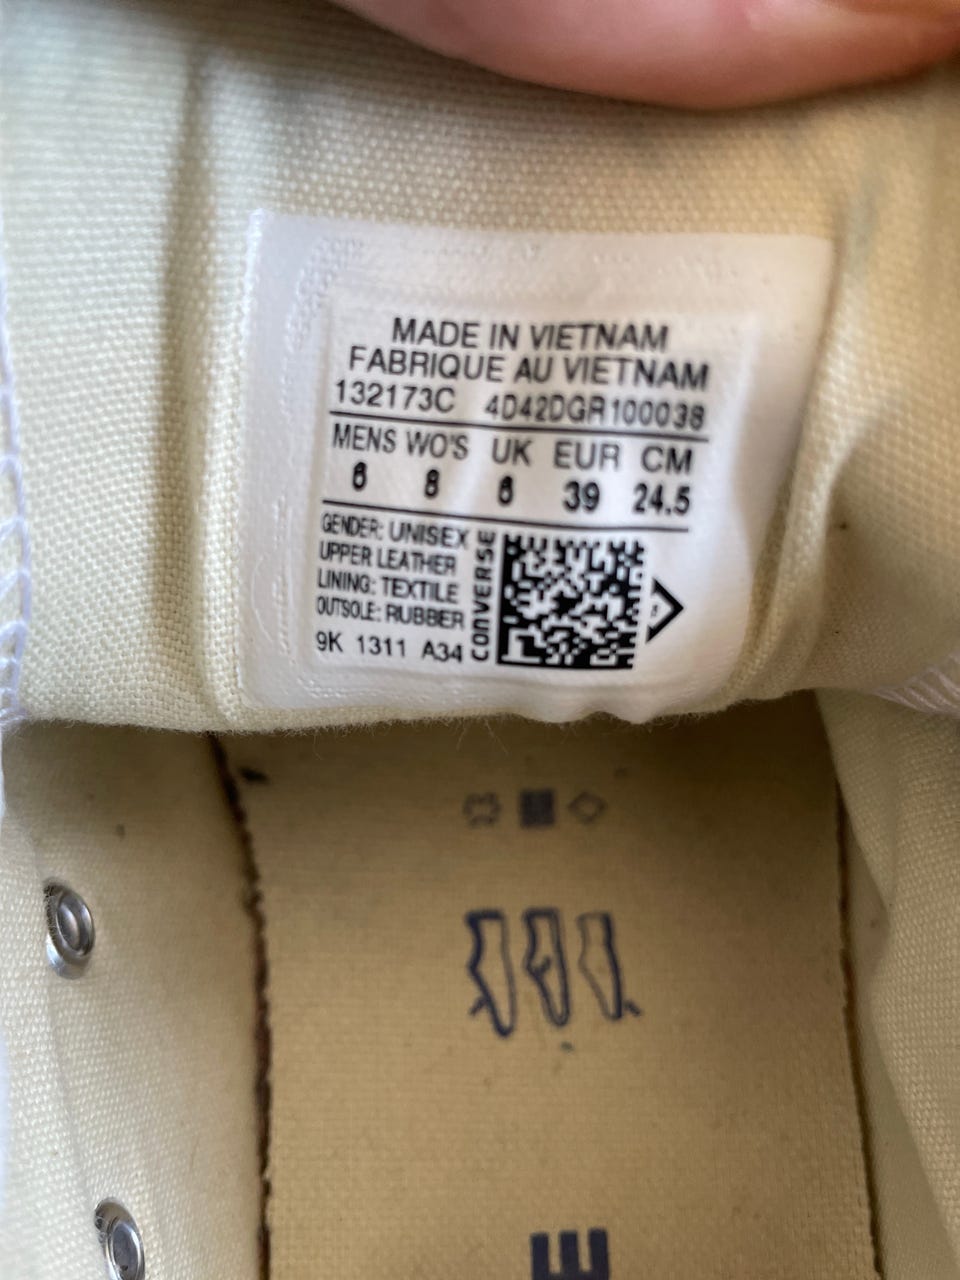 MADE IN VIETNAM
FABRIQUE AU VIETNAM
132173C 4D42DGR100038
MENS WO'S UK EUR CM
6 8 6 39 24.5
GENDER: UNISEX
UPPER LEATHER
LINING: TEXTILE
OUTSOLE: RUBBER
9K 1311 A34
CONVERSE
E